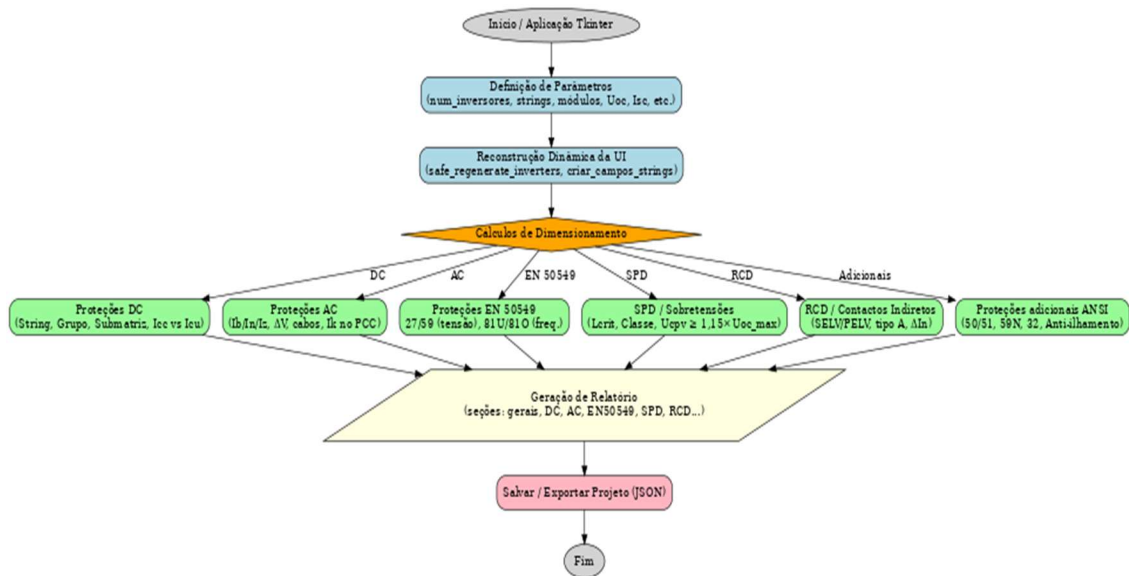 Início / Aplicação Tkinter
Definição de Parâmetros
(num_inversores, strings, módulos, Uoc, Isc, etc.)
Reconstrução Dinâmica da UI
(safe_regenerate_inverters, criar_campos_strings)
Cálculos de Dimensionamento
DC
AC
EN 50549
SPD
RCD
Adicionais
Proteções DC
(String, Grupo, Submatriz, Icc vs Icu)
Proteções AC
(Ib/In/Iz, ΔV, cabos, Ik no PCC)
Proteções EN 50549
27/59 (tensão), 81U/81O (freq.)
SPD / Sobretensões
(Lcrit, Classe, Ucpv ≥ 1,15×Uoc_max)
RCD / Contactos Indiretos
(SELV/PELV, tipo A, ΔIn)
Proteções adicionais ANSI
(50/51, 59N, 32, Anti-ilhamento)
Geração de Relatório
(seções: gerais, DC, AC, EN50549, SPD, RCD...)
Salvar / Exportar Projeto (JSON)
Fim